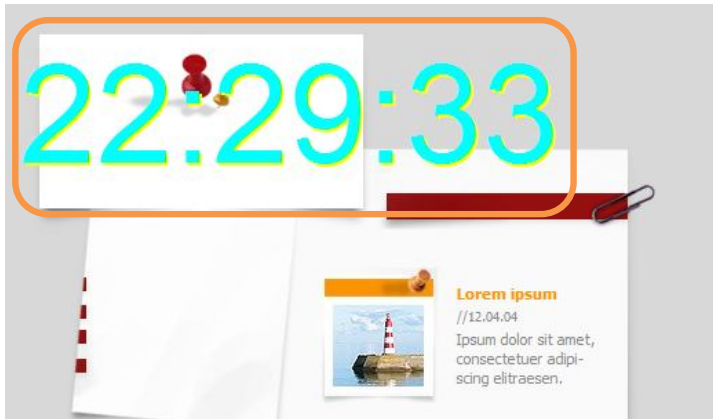 22:29:33
Lorem ipsum
//12.04.04
Ipsum dolor sit amet,
consectetuer adipi-
scing elitraesen.